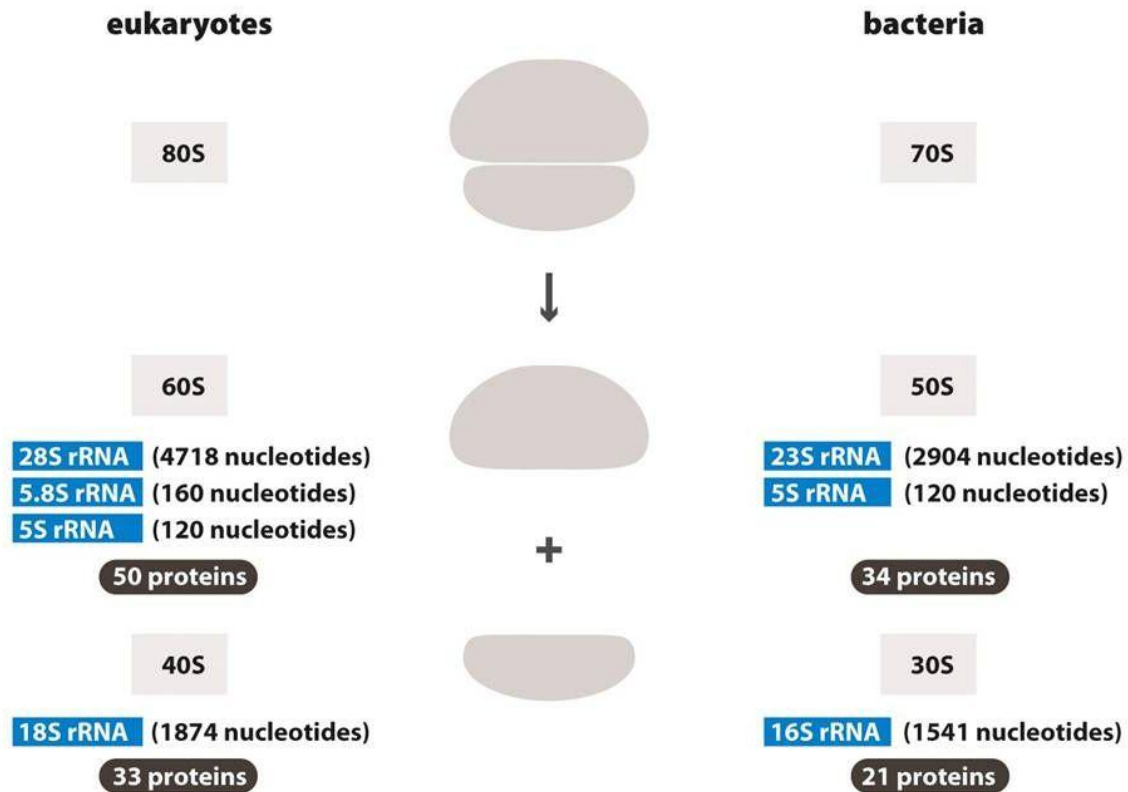 eukaryotes
bacteria
80S
70S
60S
50S
28S rRNA (4718 nucleotides)
23S rRNA (2904 nucleotides)
5.8S rRNA (160 nucleotides)
5S rRNA (120 nucleotides)
5S rRNA (120 nucleotides)
+
50 proteins
34 proteins
40S
30S
18S rRNA (1874 nucleotides)
16S rRNA (1541 nucleotides)
33 proteins
21 proteins